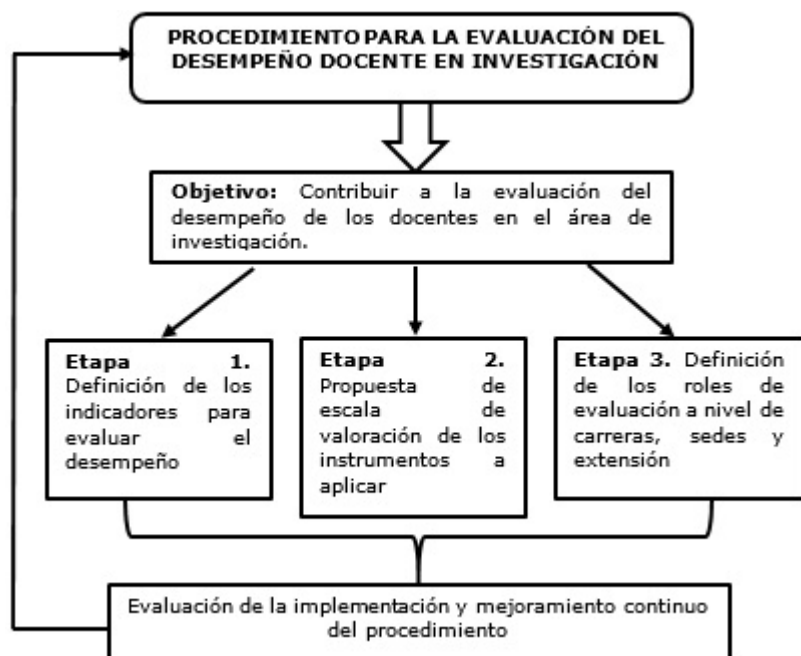 PROCEDIMIENTO PARA LA EVALUACIÓN DEL
DESEMPEÑO DOCENTE EN INVESTIGACIÓN
Objetivo: Contribuir a la evaluación del
desempeño de los docentes en el área de
investigación.
Etapa 1.
Definición de los
indicadores para
evaluar el
desempeño
Etapa 2.
Propuesta de
escala de
valoración de los
instrumentos a
aplicar
Etapa 3. Definición
de los roles de
evaluación a nivel de
carreras, sedes y
extensión
Evaluación de la implementación y mejoramiento continuo
del procedimiento